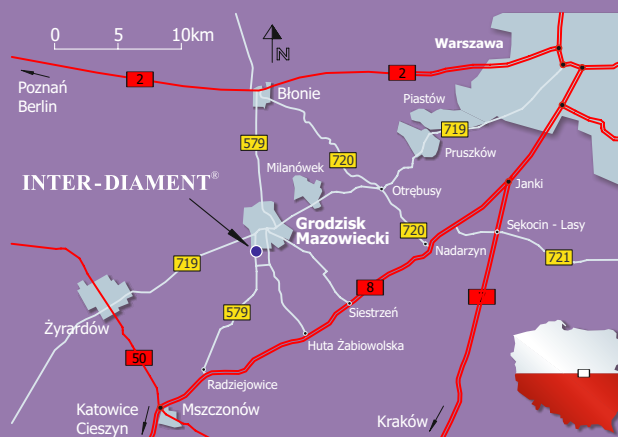 0 10km
N
Warszawa
2
2
Poznań
Berlin
Błonie
Piastów
719
579
720
Pruszków
Milanówek
INTER-DIAMENT®
Otrębusy
Janki
Grodzisk
Mazowiecki
720
Sękocin - Lasy
Nadarzyn
719
721
8
579
Siestrzeń
Żyrardów
Huta Żabiowolska
50
Radziejowice
Katowice
Cieszyn
Mszczonów
Kraków